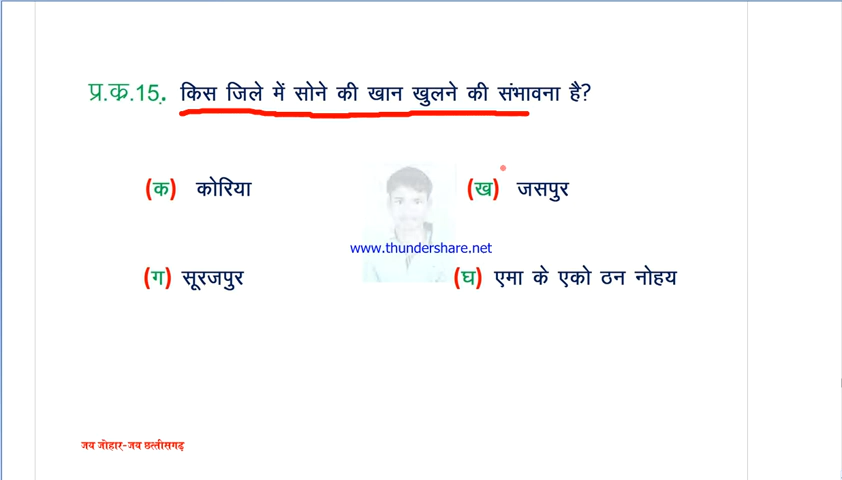 प्र.क्र.15. किस जिले में सोने की खान खुलने की संभावना है?
(क) कोरिया (ख) जसपुर
www.thundershare.net
(ग) सूरजपुर (घ) एमा के एको ठन नोहय
जय जोहार-जय छत्तीसगढ़